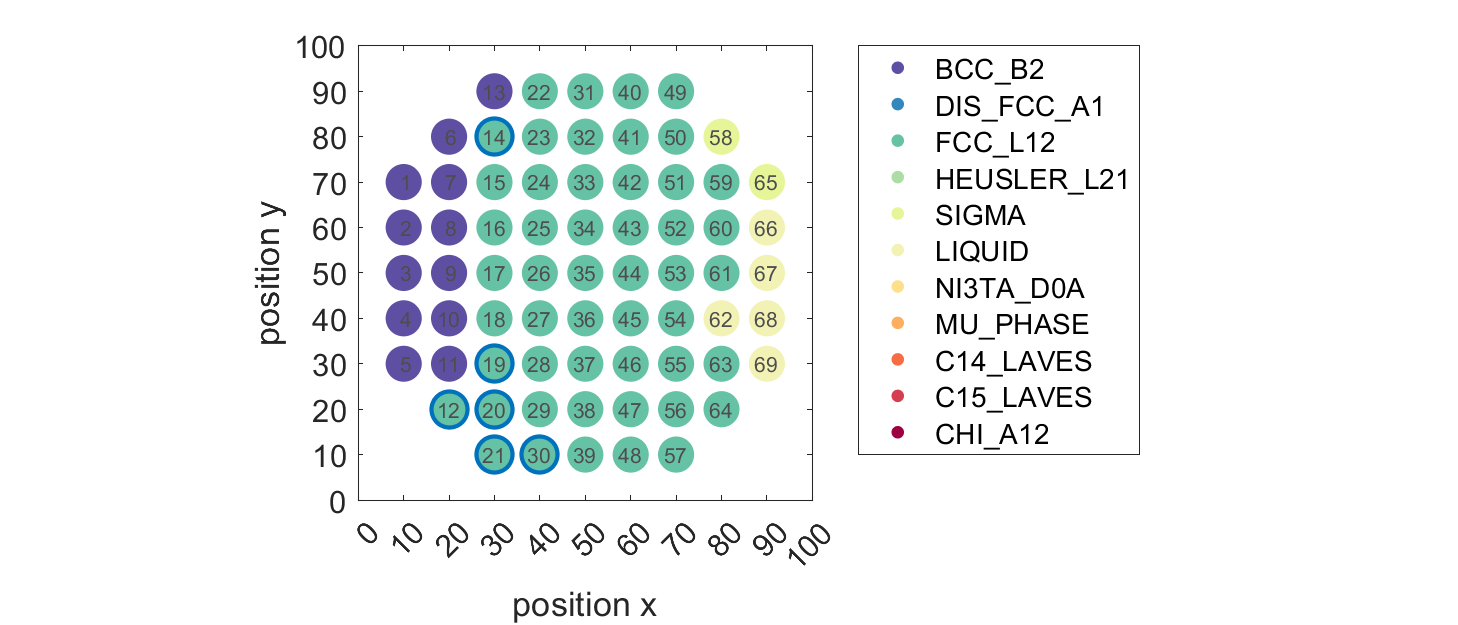 100
90 13 22 31 40 49
80 6 14 23 32 41 50 58
70 1 7 15 24 33 42 51 59 65
60 2 8 16 25 34 43 52 60 66
50 3 9 17 26 35 44 53 61 67
40 4 10 18 27 36 45 54 62 68
30 5 11 19 28 37 46 55 63 69
20 12 20 29 38 47 56 64
10 21 30 39 48 57
0
position y
0 10 20 30 40 50 60 70 80 90 100
position x
BCC_B2
DIS_FCC_A1
FCC_L12
HEUSLER_L21
SIGMA
LIQUID
NI3TA_D0A
MU_PHASE
C14_LAVES
C15_LAVES
CHI_A12